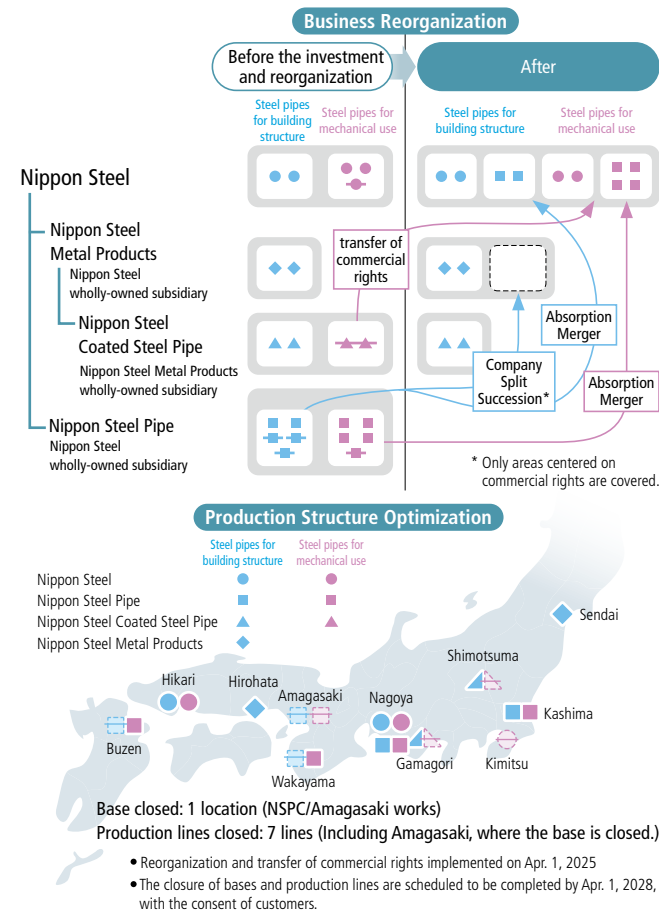 Business Reorganization
Before the investment
and reorganization
After
Steel pipes
for building
structure
Steel pipes for
mechanical use
Steel pipes for
building structure
Steel pipes for
mechanical use
Nippon Steel
Nippon Steel
Metal Products
Nippon Steel
wholly-owned subsidiary
transfer of
commercial
rights
Nippon Steel
Coated Steel Pipe
Nippon Steel Metal Products
wholly-owned subsidiary
Absorption
Merger
Company
Split
Succession*
Absorption
Merger
Nippon Steel Pipe
Nippon Steel
wholly-owned subsidiary
* Only areas centered on
commercial rights are covered.
Production Structure Optimization
Steel pipes for
building structure
Steel pipes for
mechanical use
Nippon Steel
Nippon Steel Pipe
Nippon Steel Coated Steel Pipe
Nippon Steel Metal Products
Sendai
Shimotsuma
Hikari
Hirohata
Amagasaki
Nagoya
Kashima
Buzen
Wakayama
Gamagori
Kimitsu
Base closed: 1 location (NSPC/Amagasaki works)
Production lines closed: 7 lines (Including Amagasaki, where the base is closed.)
• Reorganization and transfer of commercial rights implemented on Apr. 1, 2025
• The closure of bases and production lines are scheduled to be completed by Apr. 1, 2028,
with the consent of customers.